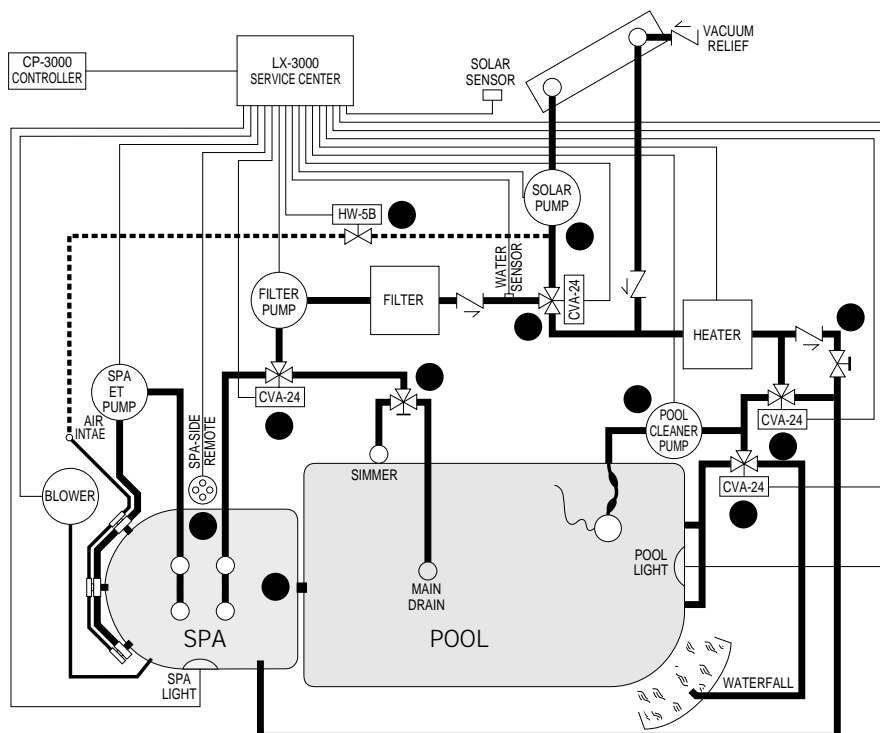 CP-3000
CONTROLLER
LX-3000
SERVICE CENTER
SOLAR
SENSOR
VACUUM
RELIEF
SOLAR
PUMP
HW-5B
WATER
SENSOR
CVA-24
FILTER
PUMP
FILTER
HEATER
SPA
ET PUMP
CVA-24
CVA-24
AIR
INTAE
SPA-SIDE
REMOTE
POOL
CLEANER
PUMP
SIMMER
CVA-24
BLOWER
POOL
LIGHT
MAIN
DRAIN
SPA
POOL
SPA
LIGHT
WATERFALL